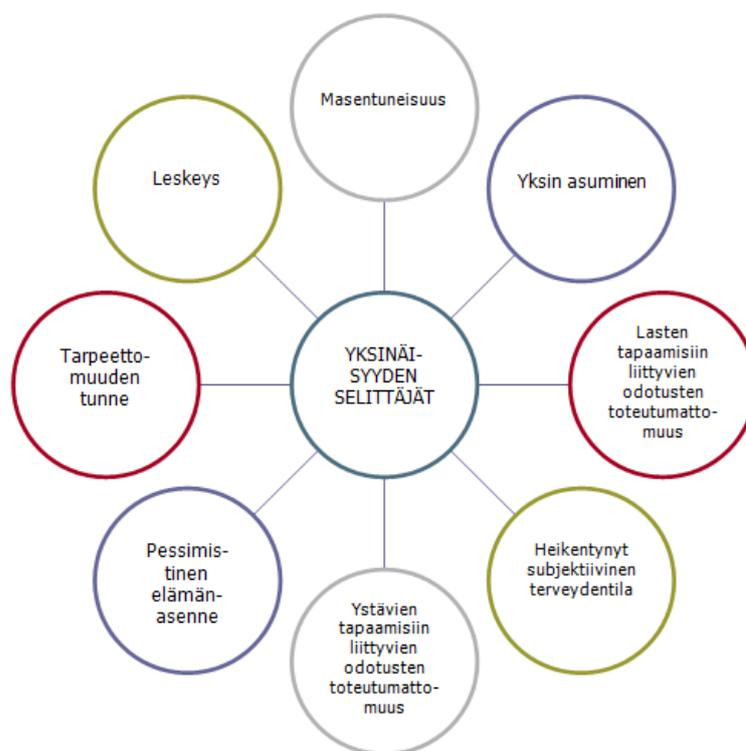 Masentuneisuus
Leskeys
Yksin asuminen
Tarpeetto-
muuden
tunne
YKSINÄI-
SYYDEN
SELITTÄJÄT
Lasten
tapaamisiin
liittyvien
odotusten
toteutumatto-
muus
Pessimis-
tinen
elämän-
asenne
Heikentynyt
subjektiivinen
terveydentila
Ystävien
tapaamisiin
liittyvien
odotusten
toteutumatto-
muus